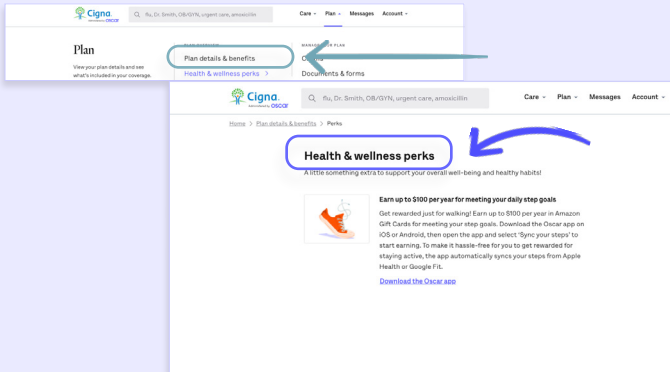 Cigna
OSCAR
flu, Dr. Smith, OB/GYN, urgent care, amoxicillin
Care
Plan
Messages
Account
Plan
View your plan details and see
what's included in your coverage.
Plan details & benefits
Health & wellness perks >
Documents & forms
Cigna.
oscar
flu, Dr. Smith, OB/GYN, urgent care, amoxicillin
Care
Plan
Messages
Account
Home > Plan details & benefits > Perks
Health & wellness perks
A little something extra to support your overall well-being and healthy habits!
Earn up to $100 per year for meeting your daily step goals
Get rewarded just for walking! Earn up to $100 per year in Amazon
Gift Cards for meeting your step goals. Download the Oscar app on
iOS or Android, then open the app and select 'Sync your steps' to
start earning. To make it hassle-free for you to get rewarded for
staying active, the app automatically syncs your steps from Apple
Health or Google Fit.
Download the Oscar app